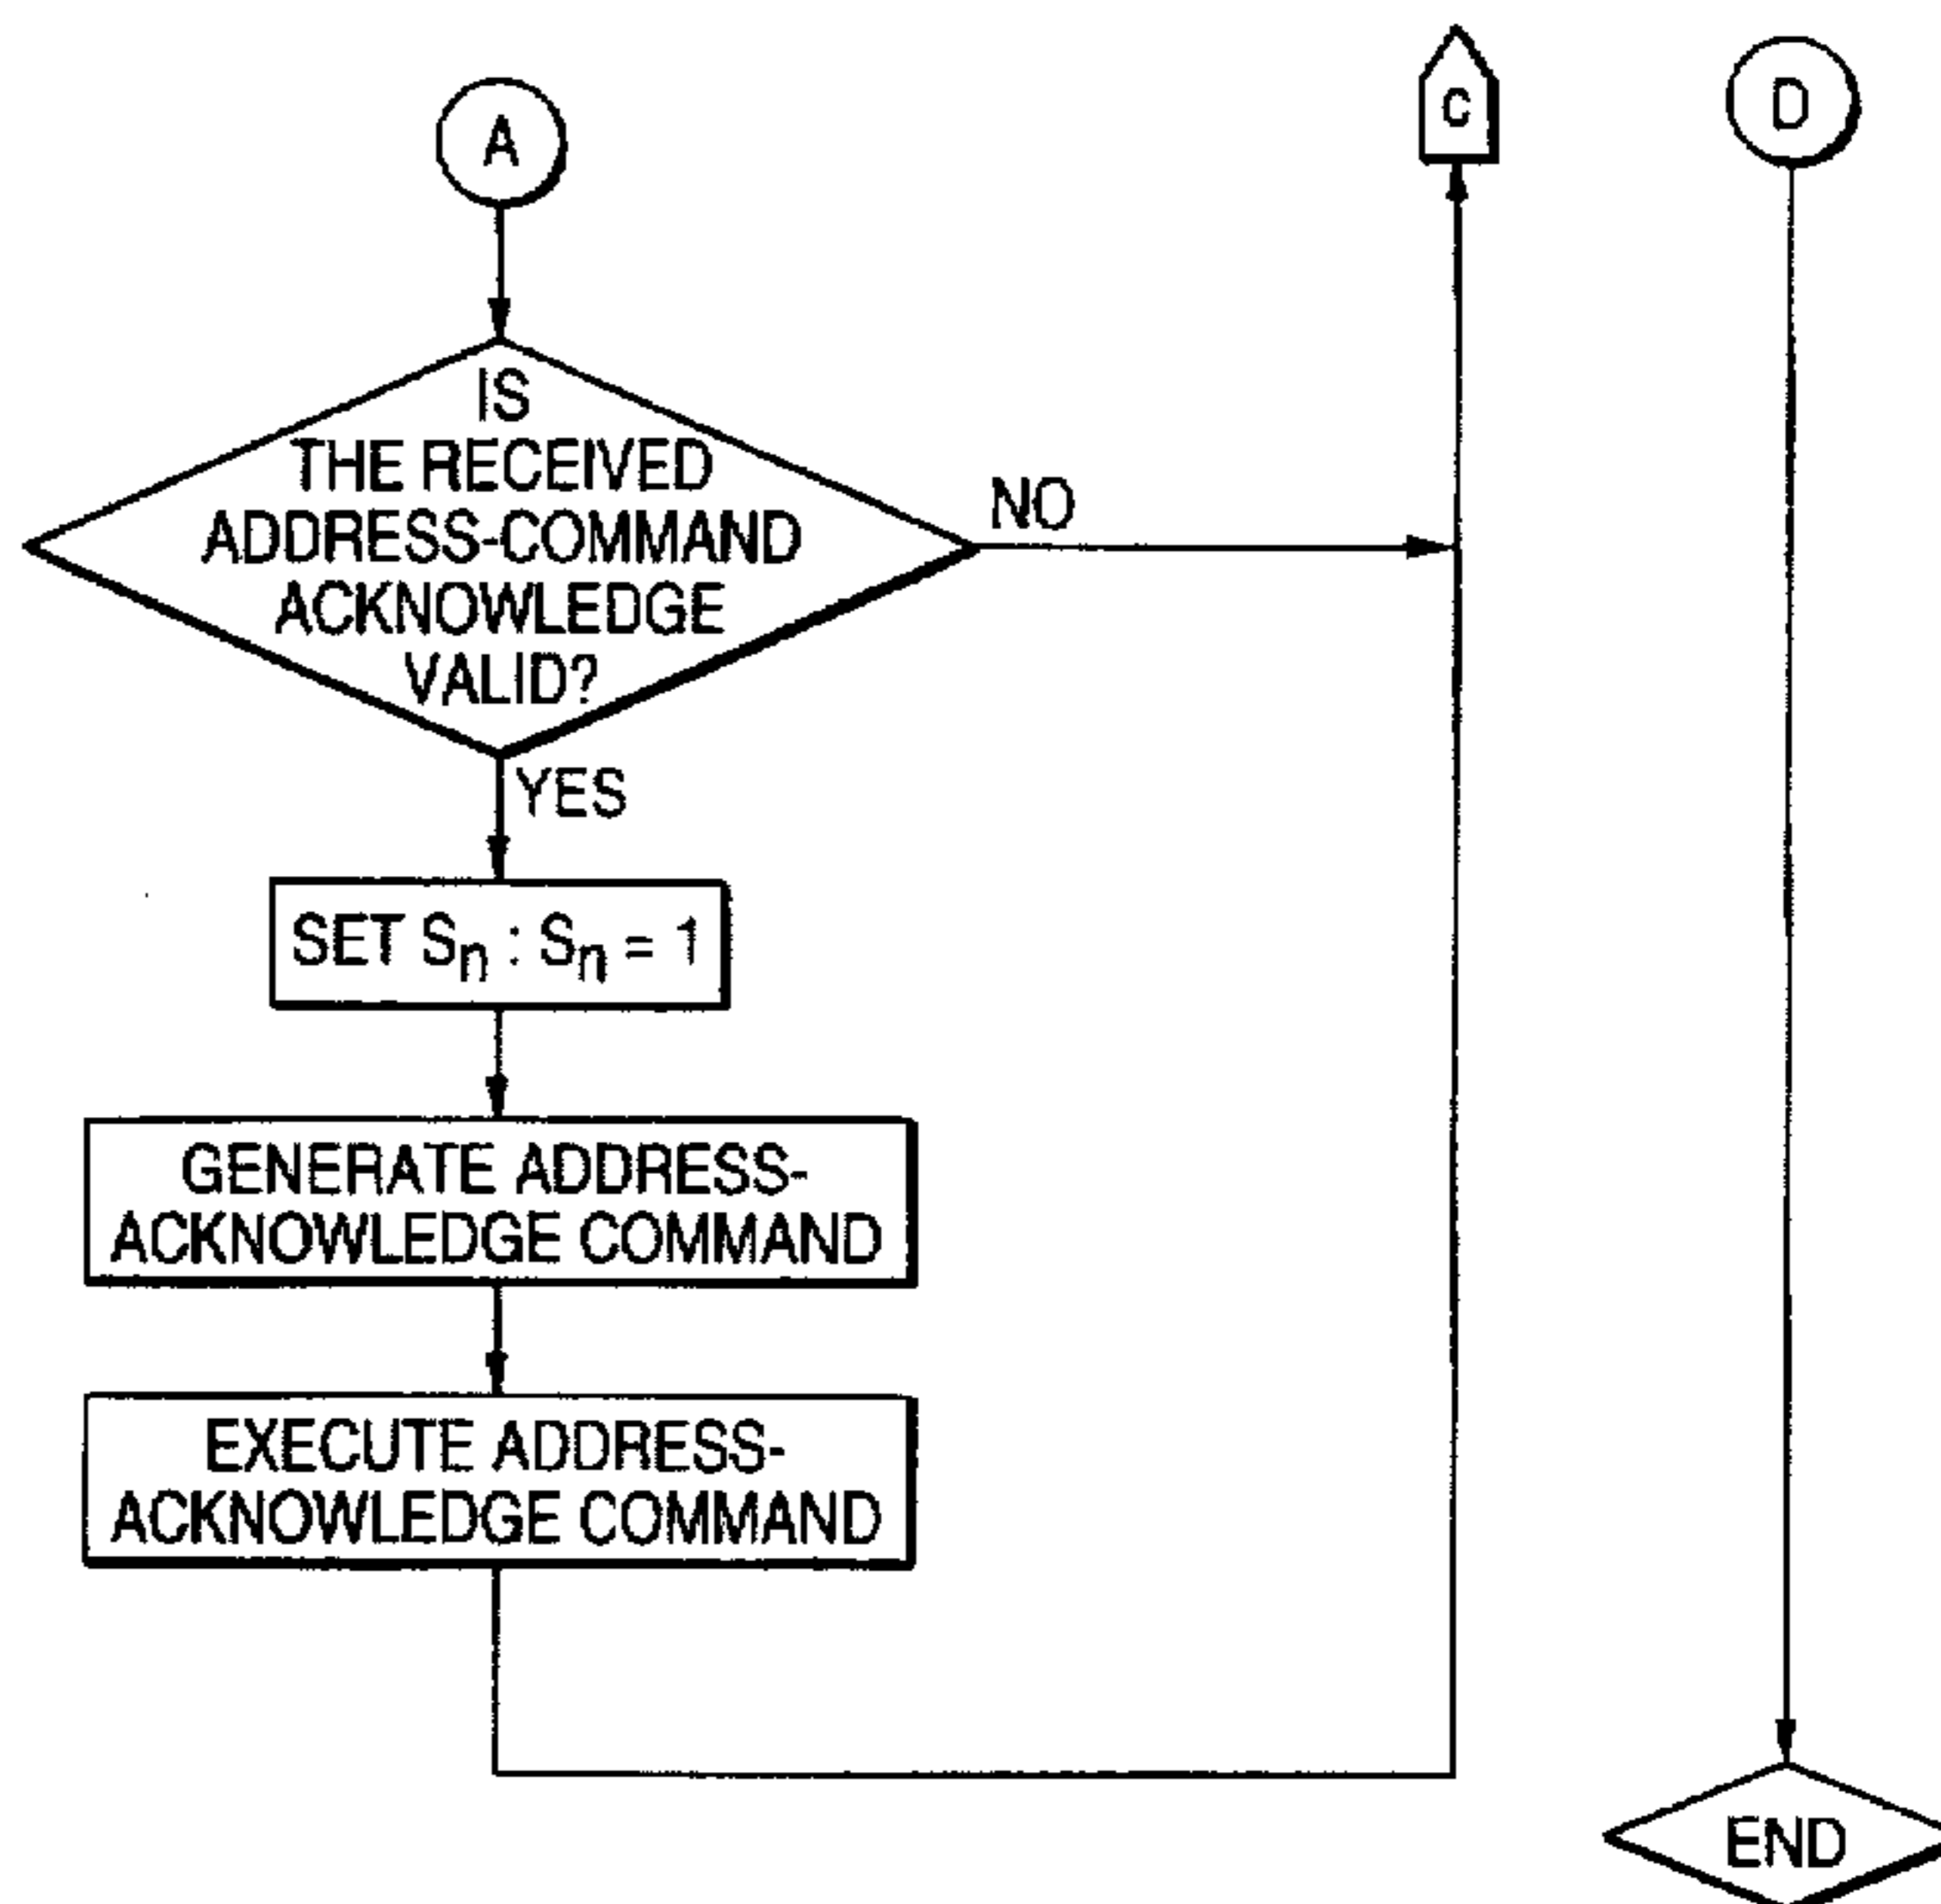 A
C
D
IS
THE RECEIVED
ADDRESS-COMMAND
ACKNOWLEDGE
VALID?
NO
YES
SET Sn : Sn = 1
GENERATE ADDRESS-
ACKNOWLEDGE COMMAND
EXECUTE ADDRESS-
ACKNOWLEDGE COMMAND
END